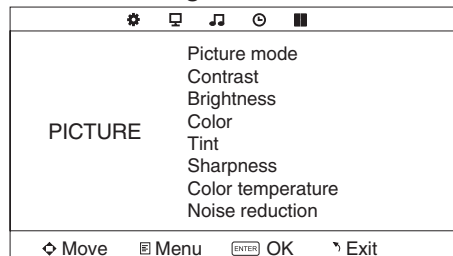 Picture mode
Contrast
Brightness
PICTURE
Color
Tint
Sharpness
Color temperature
Noise reduction
Move Menu ENTER OK Exit